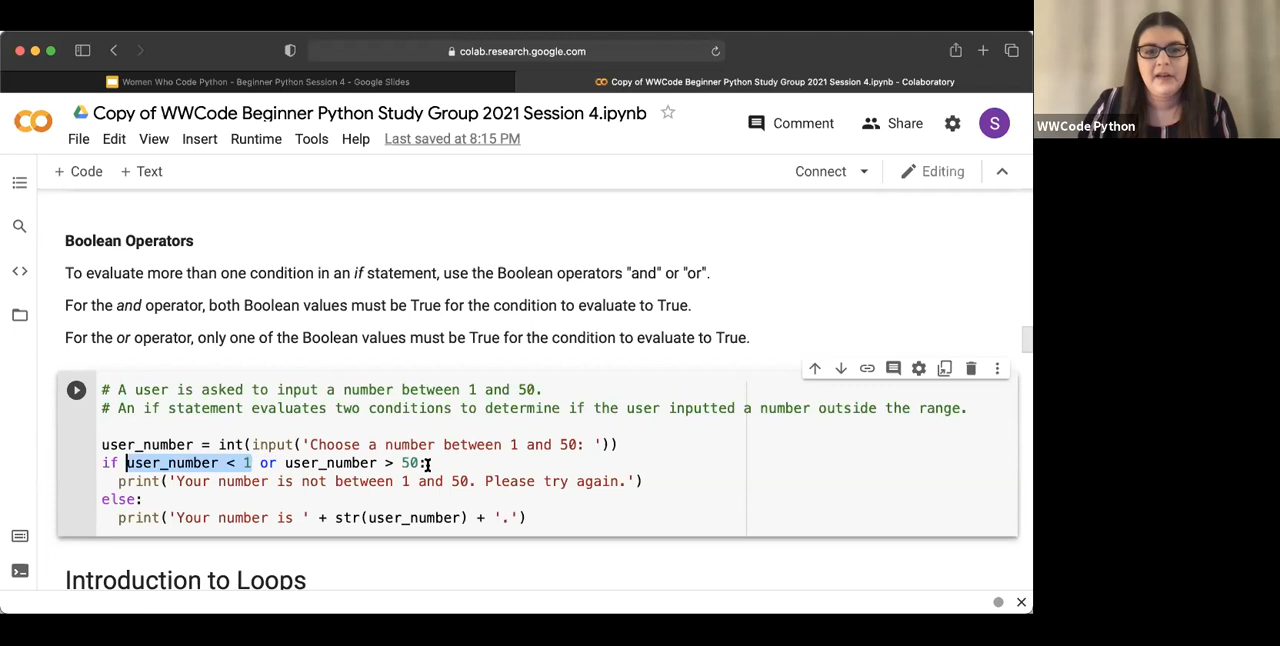 colab.research.google.com
Women Who Code Python - Beginner Python Session 4 - Google Slides
Copy of WWCode Beginner Python Study Group 2021 Session 4.ipynb - Colaboratory
Copy of WWCode Beginner Python Study Group 2021 Session 4.ipynb
File Edit View Insert Runtime Tools Help Last saved at 8:15 PM
Comment Share S
WWCode Python
+ Code + Text
Connect Editing
Boolean Operators
To evaluate more than one condition in an if statement, use the Boolean operators "and" or "or".
For the and operator, both Boolean values must be True for the condition to evaluate to True.
For the or operator, only one of the Boolean values must be True for the condition to evaluate to True.
# A user is asked to input a number between 1 and 50.
# An if statement evaluates two conditions to determine if the user inputted a number outside the range.
user_number = int(input('Choose a number between 1 and 50: '))
if user_number < 1 or user_number > 50:
print('Your number is not between 1 and 50. Please try again.')
else:
print('Your number is ' + str(user_number) + '.')
Introduction to Loops